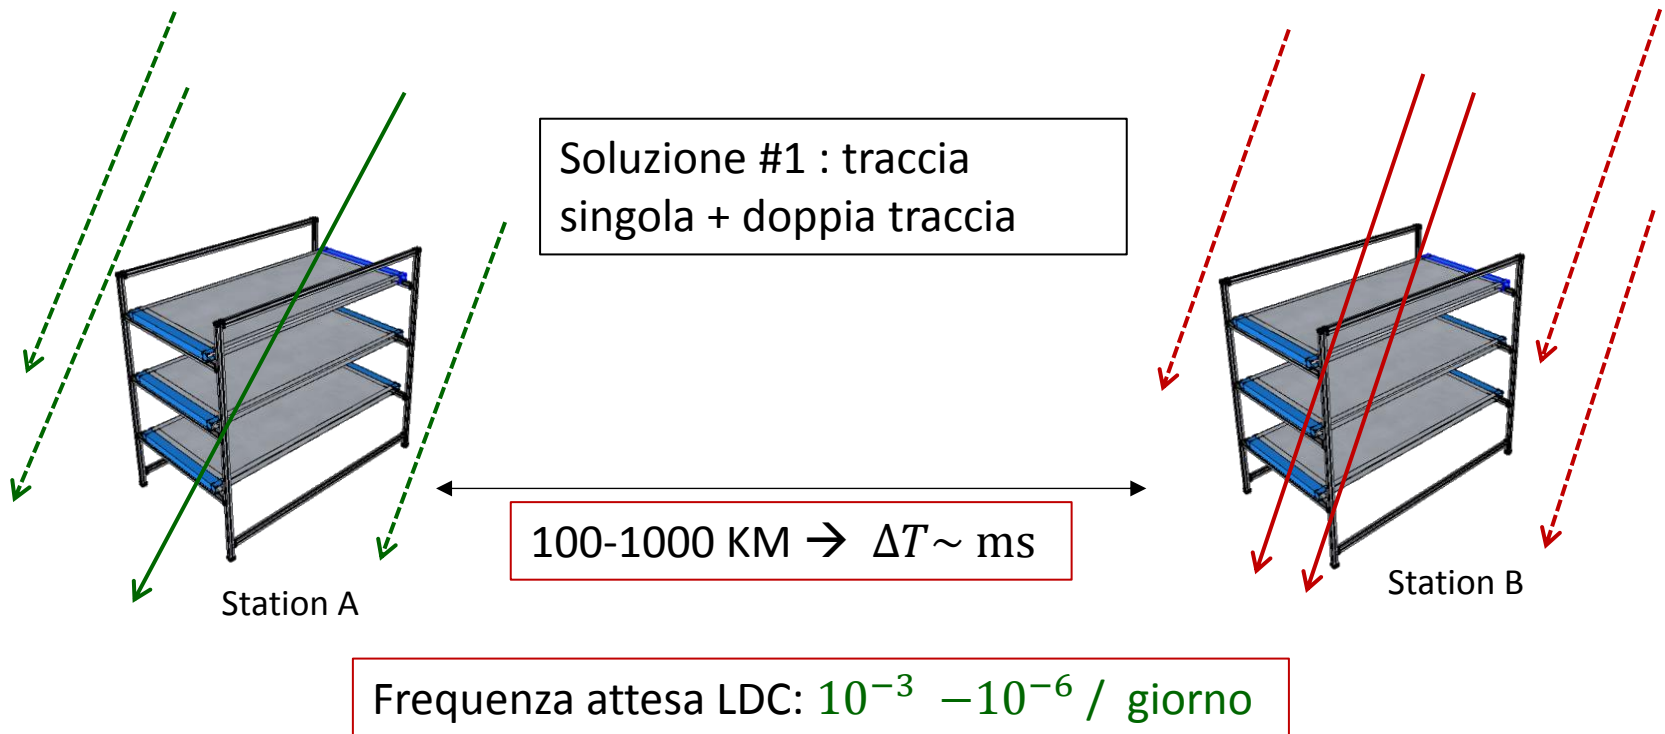 Soluzione #1 : traccia
singola + doppia traccia
100-1000 KM → ΔT~ ms
Station A
Station B
Frequenza attesa LDC: 10⁻³ −10⁻⁶ / giorno